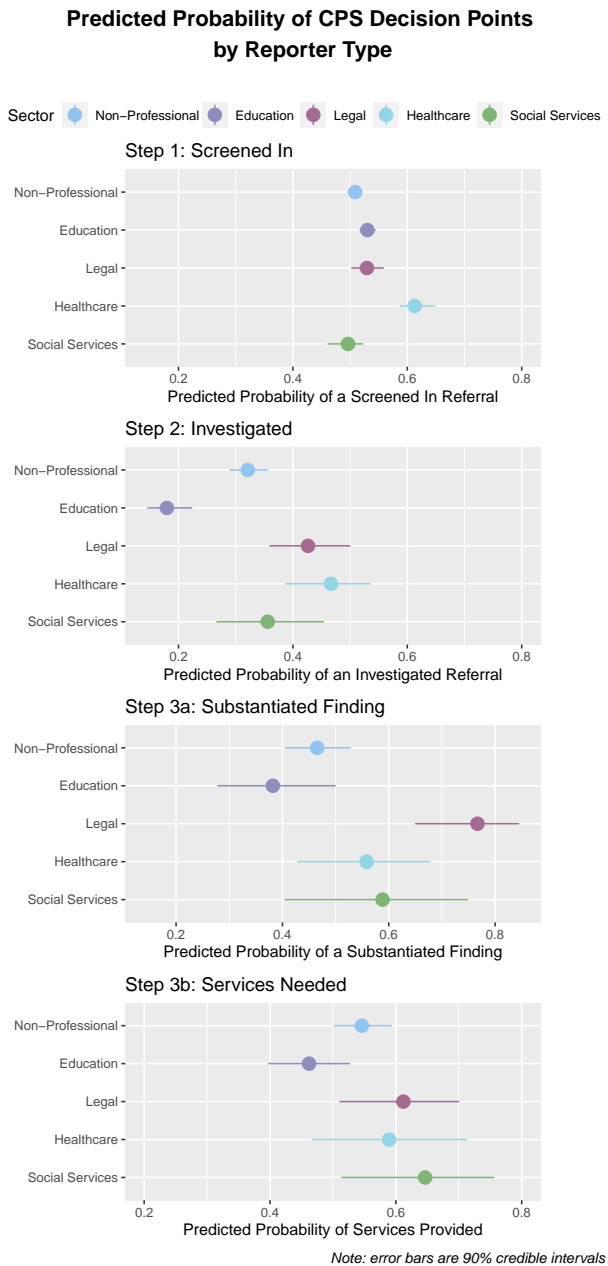 Predicted Probability of CPS Decision Points
by Reporter Type
Sector Non−Professional Education Legal Healthcare Social Services
Step 1: Screened In
Non−Professional
Education
Legal
Healthcare
Social Services
0.2 0.4 0.6 0.8
Predicted Probability of a Screened In Referral
Step 2: Investigated
Non−Professional
Education
Legal
Healthcare
Social Services
0.2 0.4 0.6 0.8
Predicted Probability of an Investigated Referral
Step 3a: Substantiated Finding
Non−Professional
Education
Legal
Healthcare
Social Services
0.2 0.4 0.6 0.8
Predicted Probability of a Substantiated Finding
Step 3b: Services Needed
Non−Professional
Education
Legal
Healthcare
Social Services
0.2 0.4 0.6 0.8
Predicted Probability of Services Provided
Note: error bars are 90% credible intervals